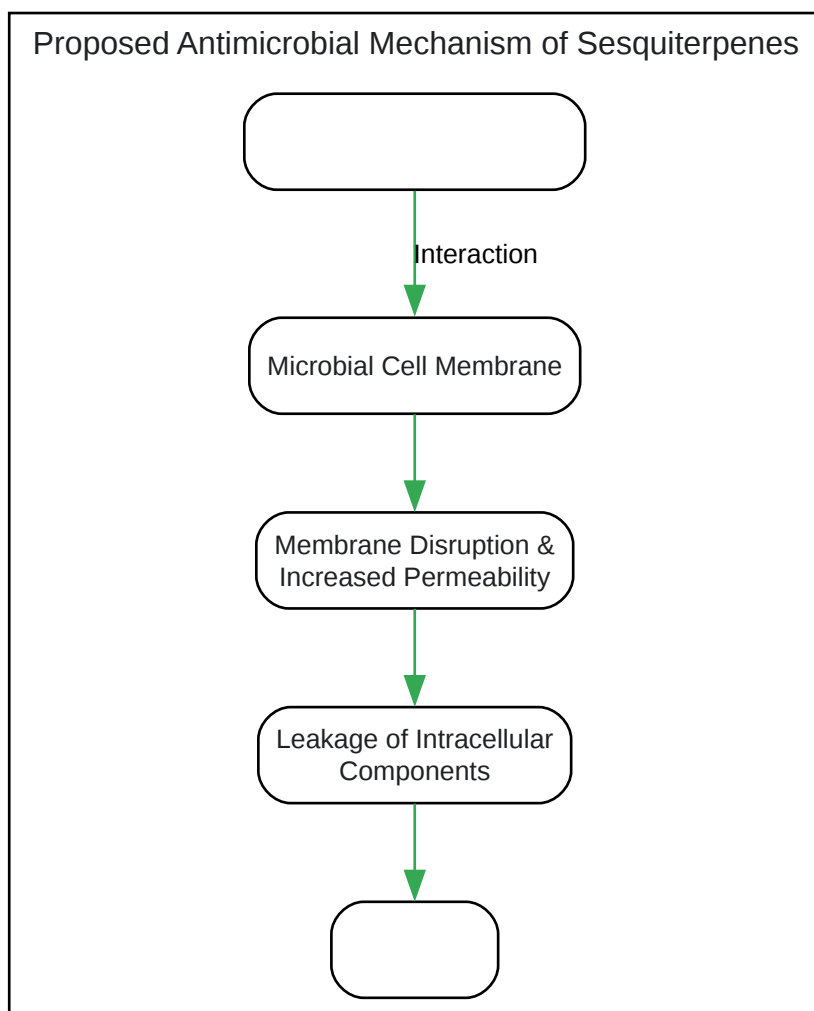 Proposed Antimicrobial Mechanism of Sesquiterpenes
Interaction
Microbial Cell Membrane
Membrane Disruption &
Increased Permeability
Leakage of Intracellular
Components